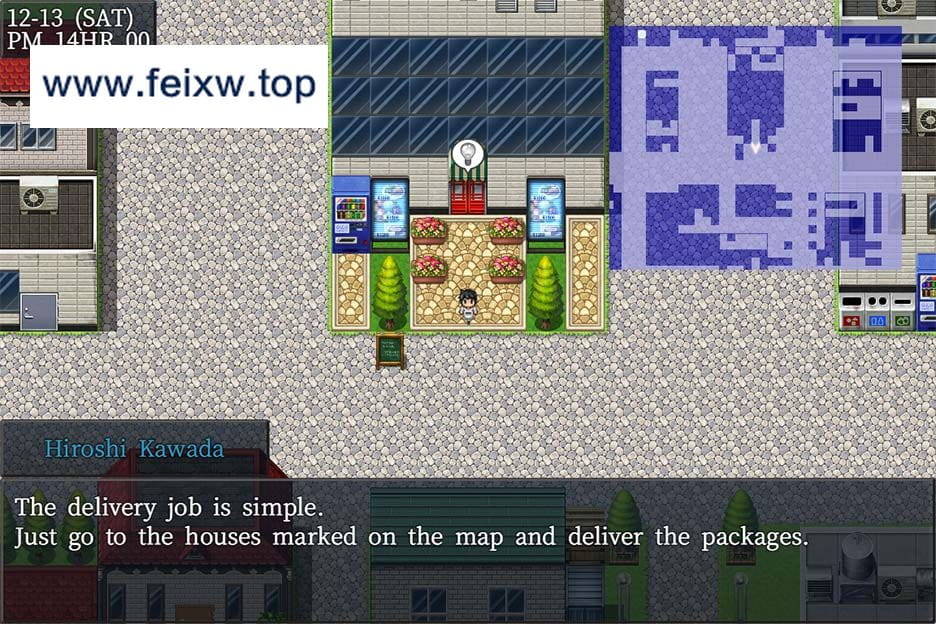 12-13 (SAT)
PM 14HR 00
www.feixw.top
Hiroshi Kawada
The delivery job is simple.
Just go to the houses marked on the map and deliver the packages.